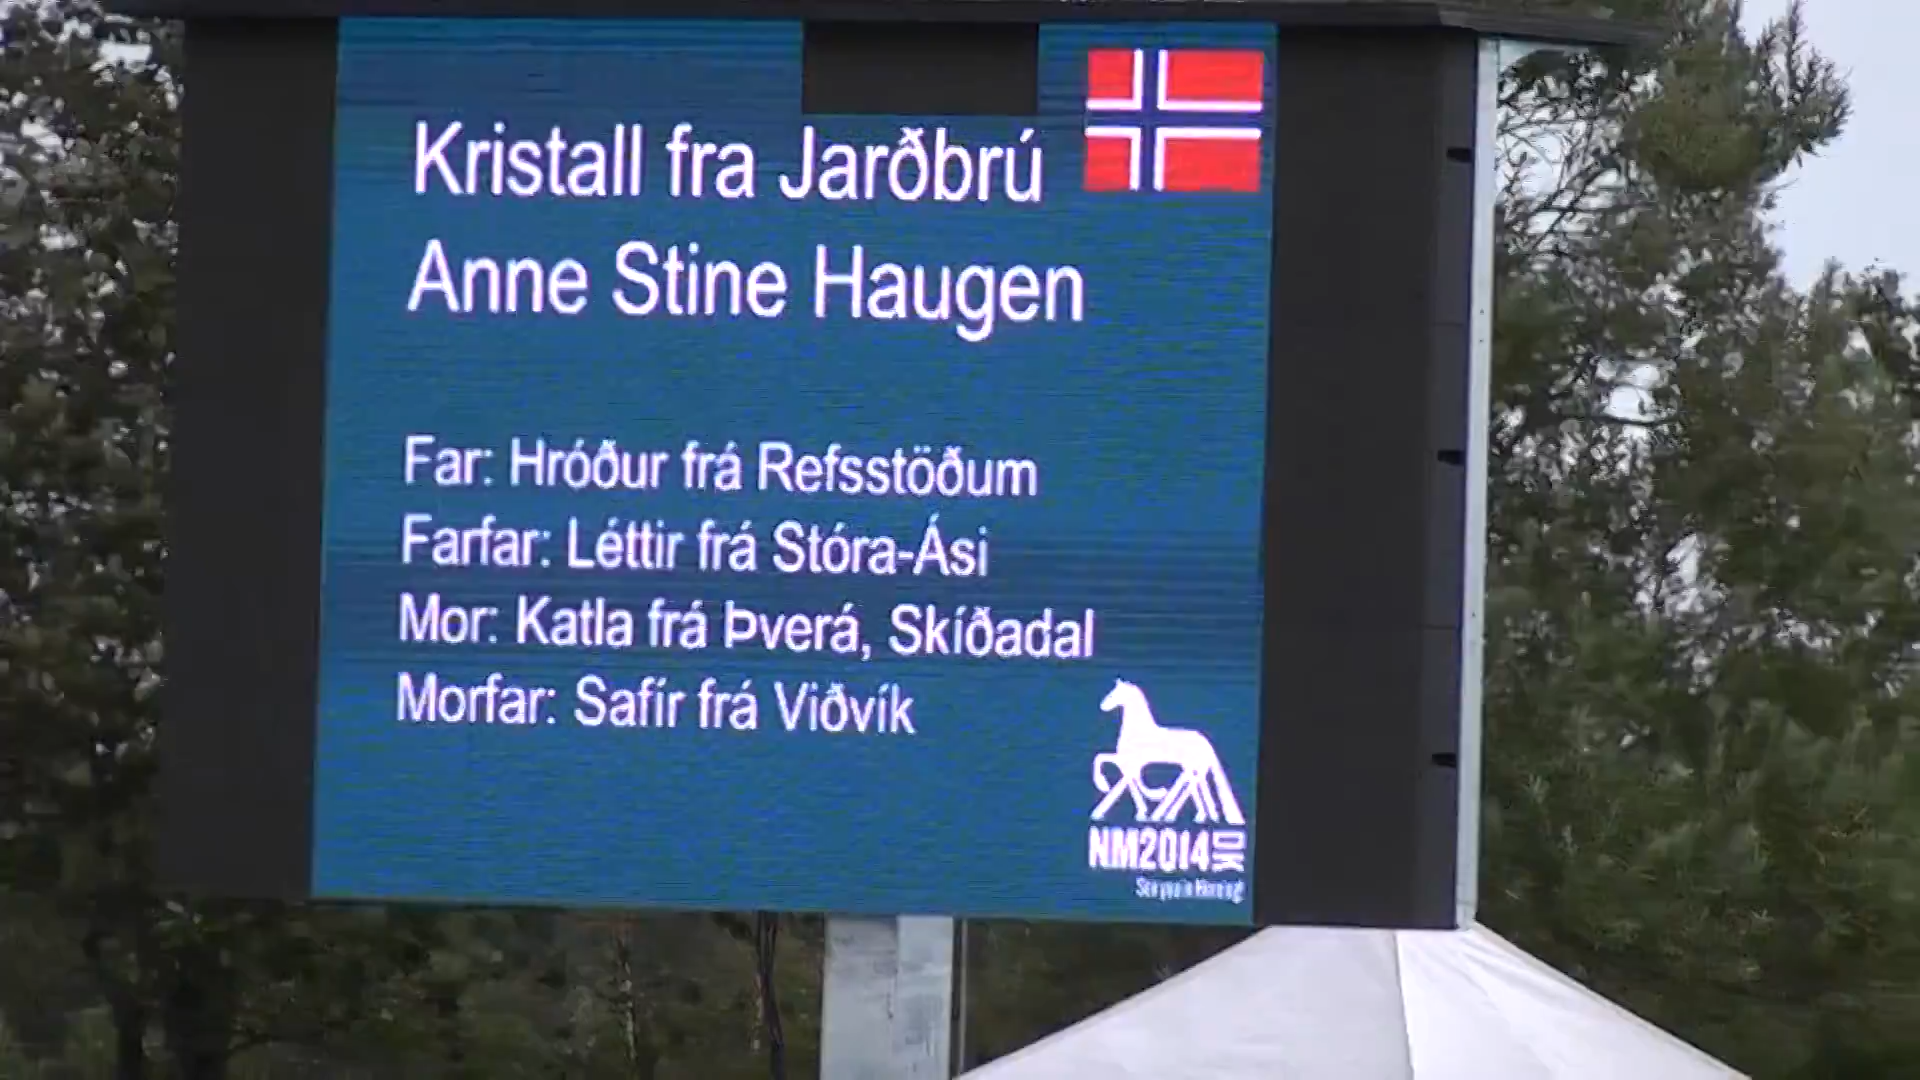 Kristall fra Jarðbrú
Anne Stine Haugen
Far: Hróður frá Refsstöðum
Farfar: Léttir frá Stóra-Ási
Mor: Katla frá Þverá, Skíðadal
Morfar: Safír frá Viðvík
NM2014 DK